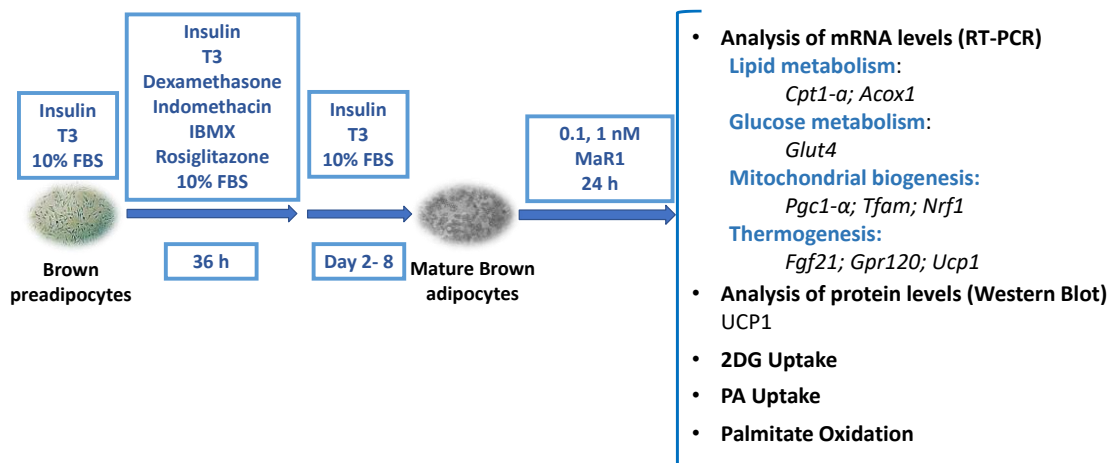 Insulin
T3
10% FBS
Brown
preadipocytes
Insulin
T3
Dexamethasone
Indomethacin
IBMX
Rosiglitazone
10% FBS
36 h
Insulin
T3
10% FBS
Day 2- 8
Mature Brown
adipocytes
0.1, 1 nM
MaR1
24 h
• Analysis of mRNA levels (RT-PCR)
Lipid metabolism:
Cpt1-a; Acox1
Glucose metabolism:
Glut4
Mitochondrial biogenesis:
Pgc1-α; Tfam; Nrf1
Thermogenesis:
Fgf21; Gpr120; Ucp1
• Analysis of protein levels (Western Blot)
UCP1
• 2DG Uptake
• PA Uptake
• Palmitate Oxidation